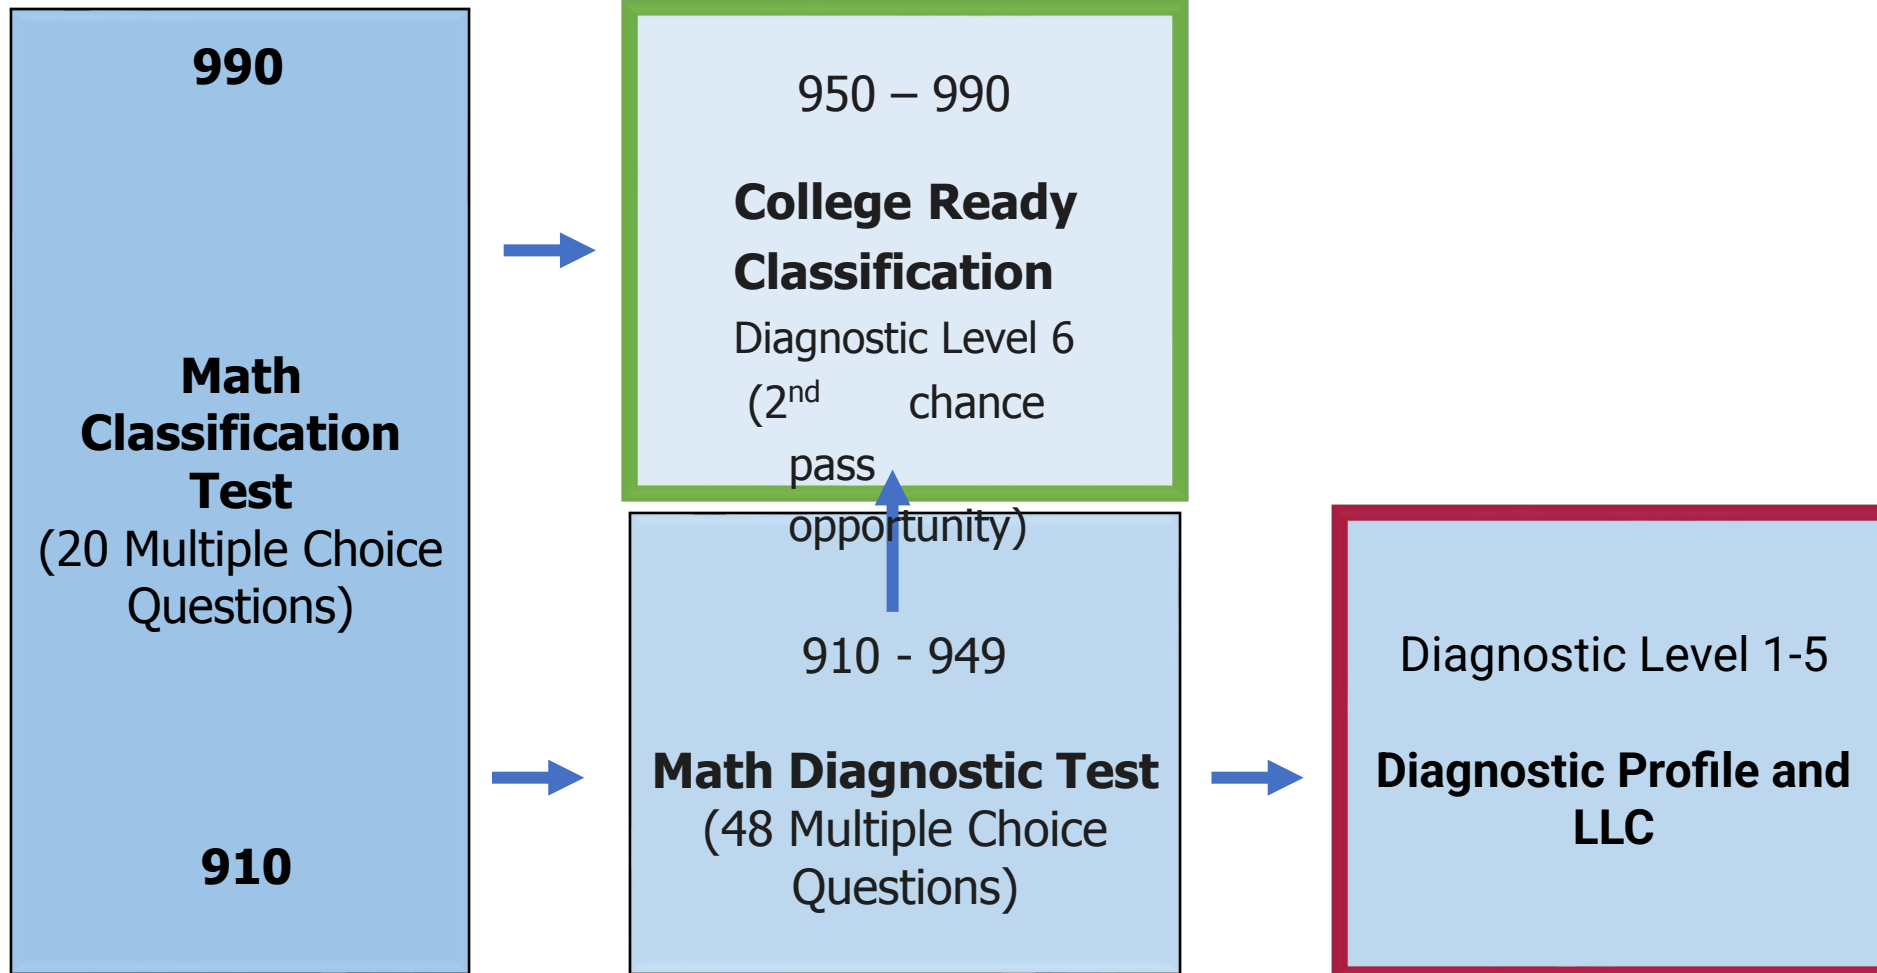 990
Math
Classification
Test
(20 Multiple Choice
Questions)
910
950 – 990
College Ready
Classification
Diagnostic Level 6
(2nd chance
pass
opportunity)
910 - 949
Math Diagnostic Test
(48 Multiple Choice
Questions)
Diagnostic Level 1-5
Diagnostic Profile and
LLC